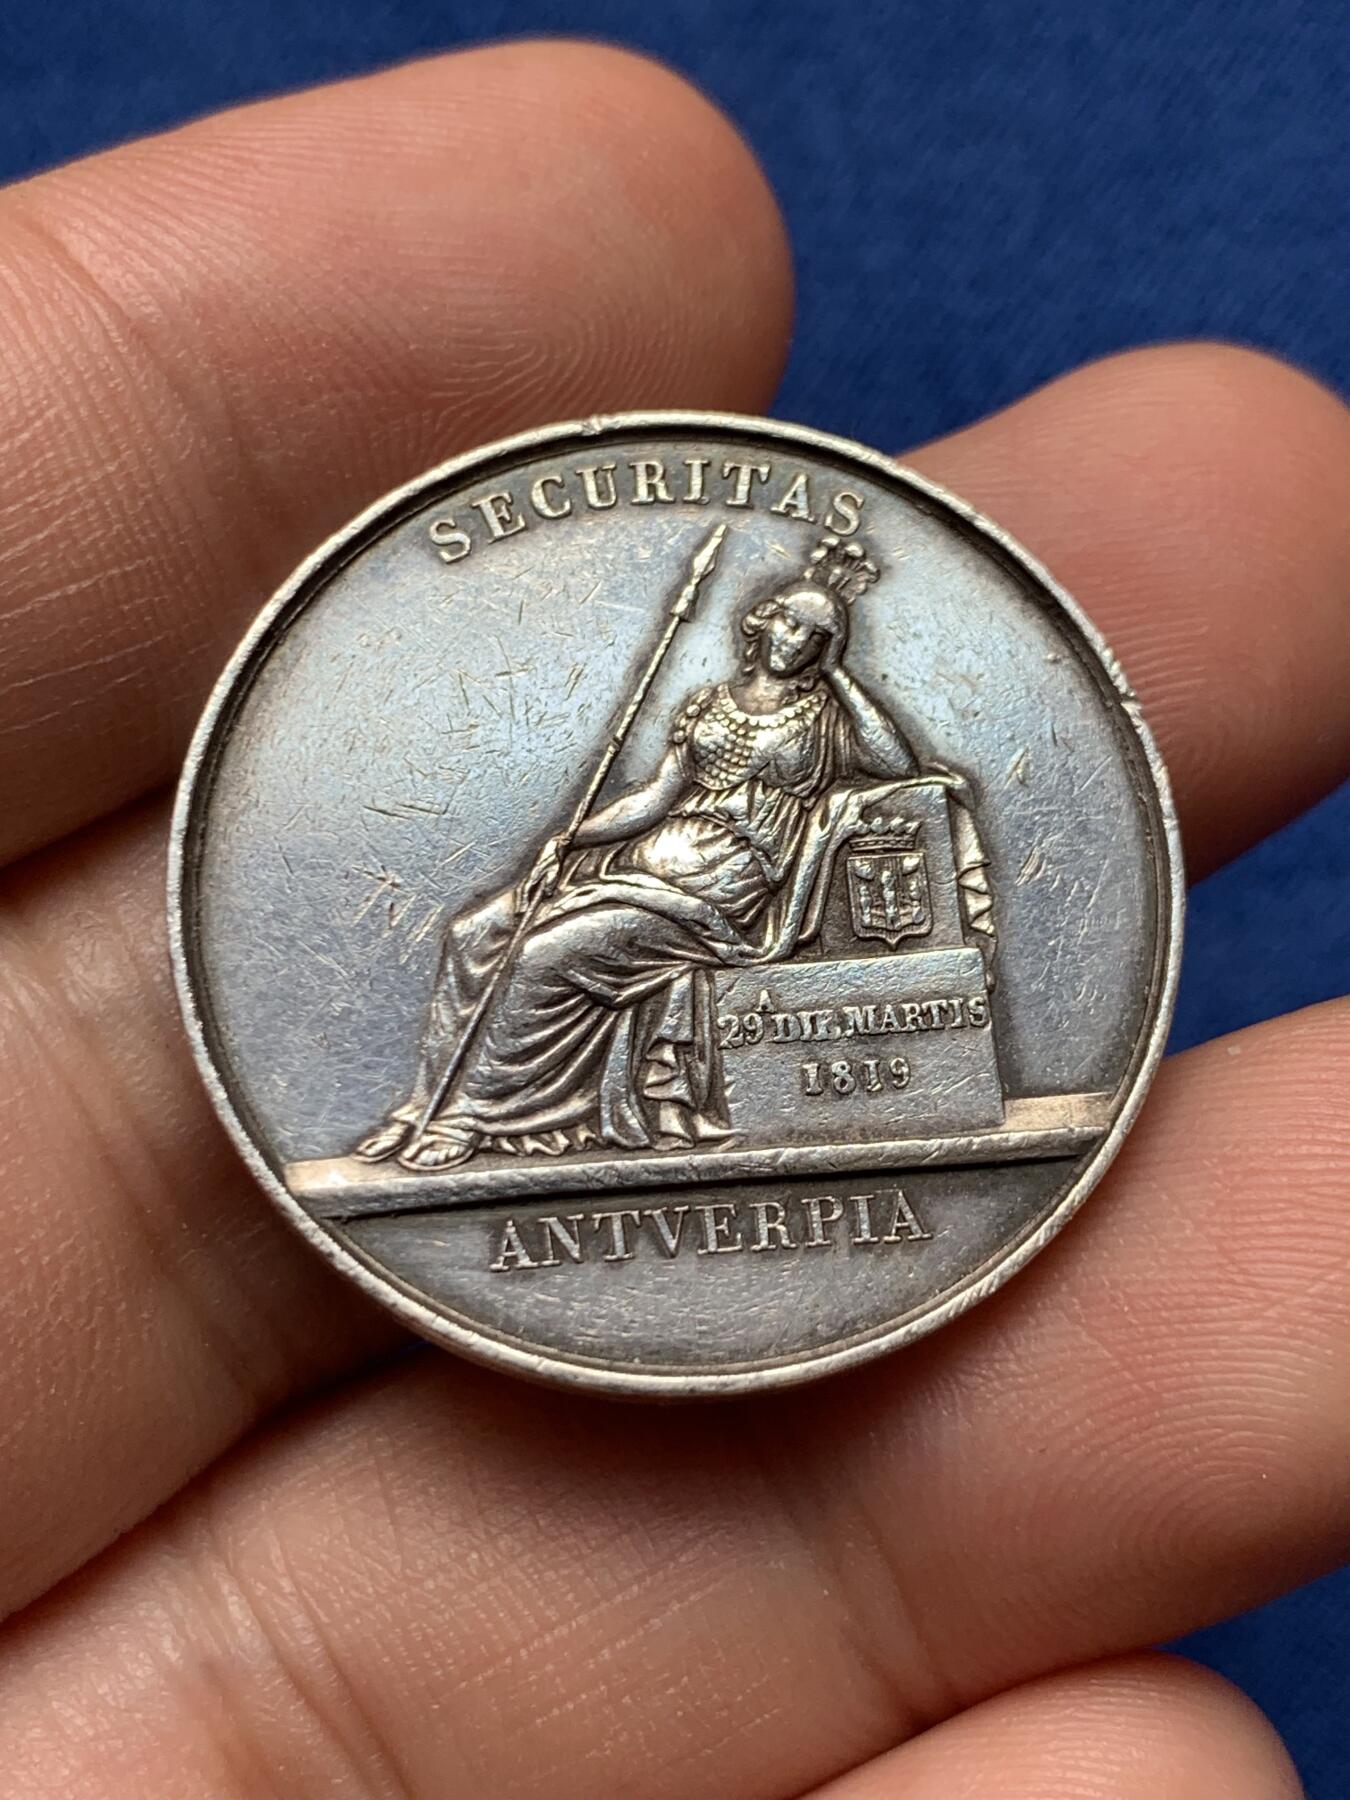 SECURITAS
A
29 DIE MARTIS
1819
ANTVERPIA